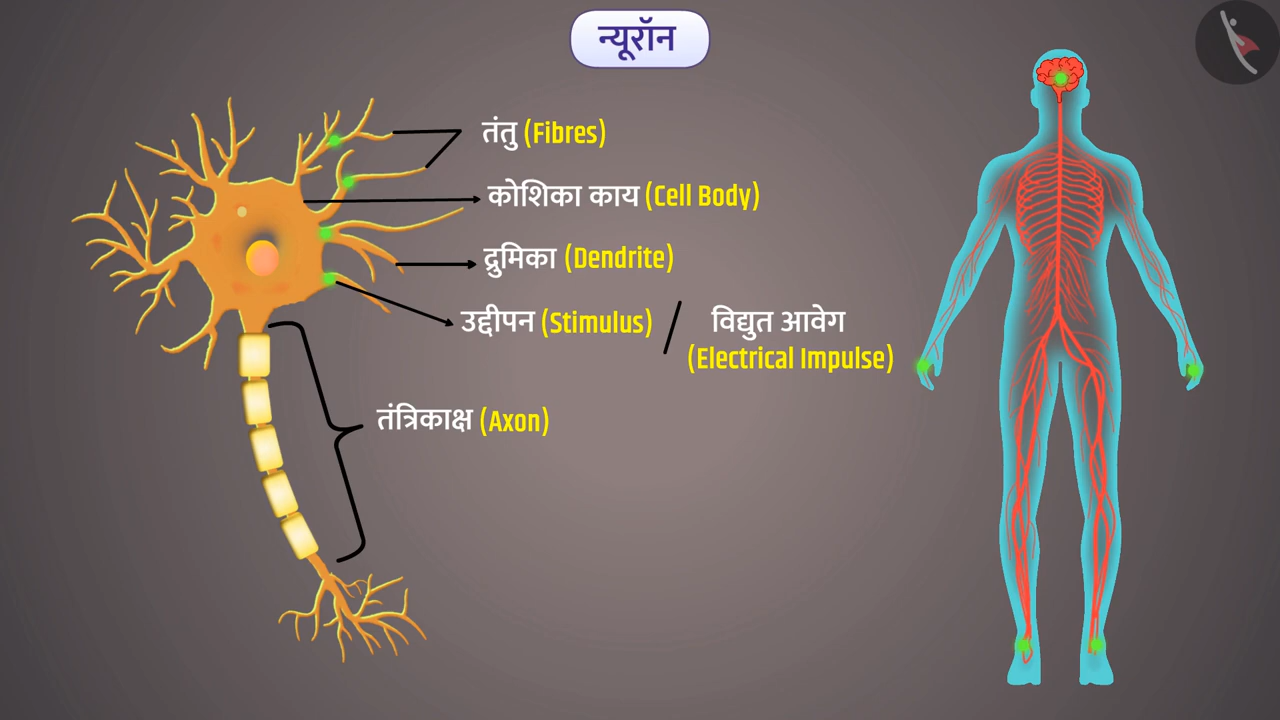 न्यूरॉन
तंतु (Fibres)
कोशिका काय (Cell Body)
द्रुमिका (Dendrite)
उद्दीपन (Stimulus) / विद्युत आवेग
(Electrical Impulse)
तंत्रिकाक्ष (Axon)